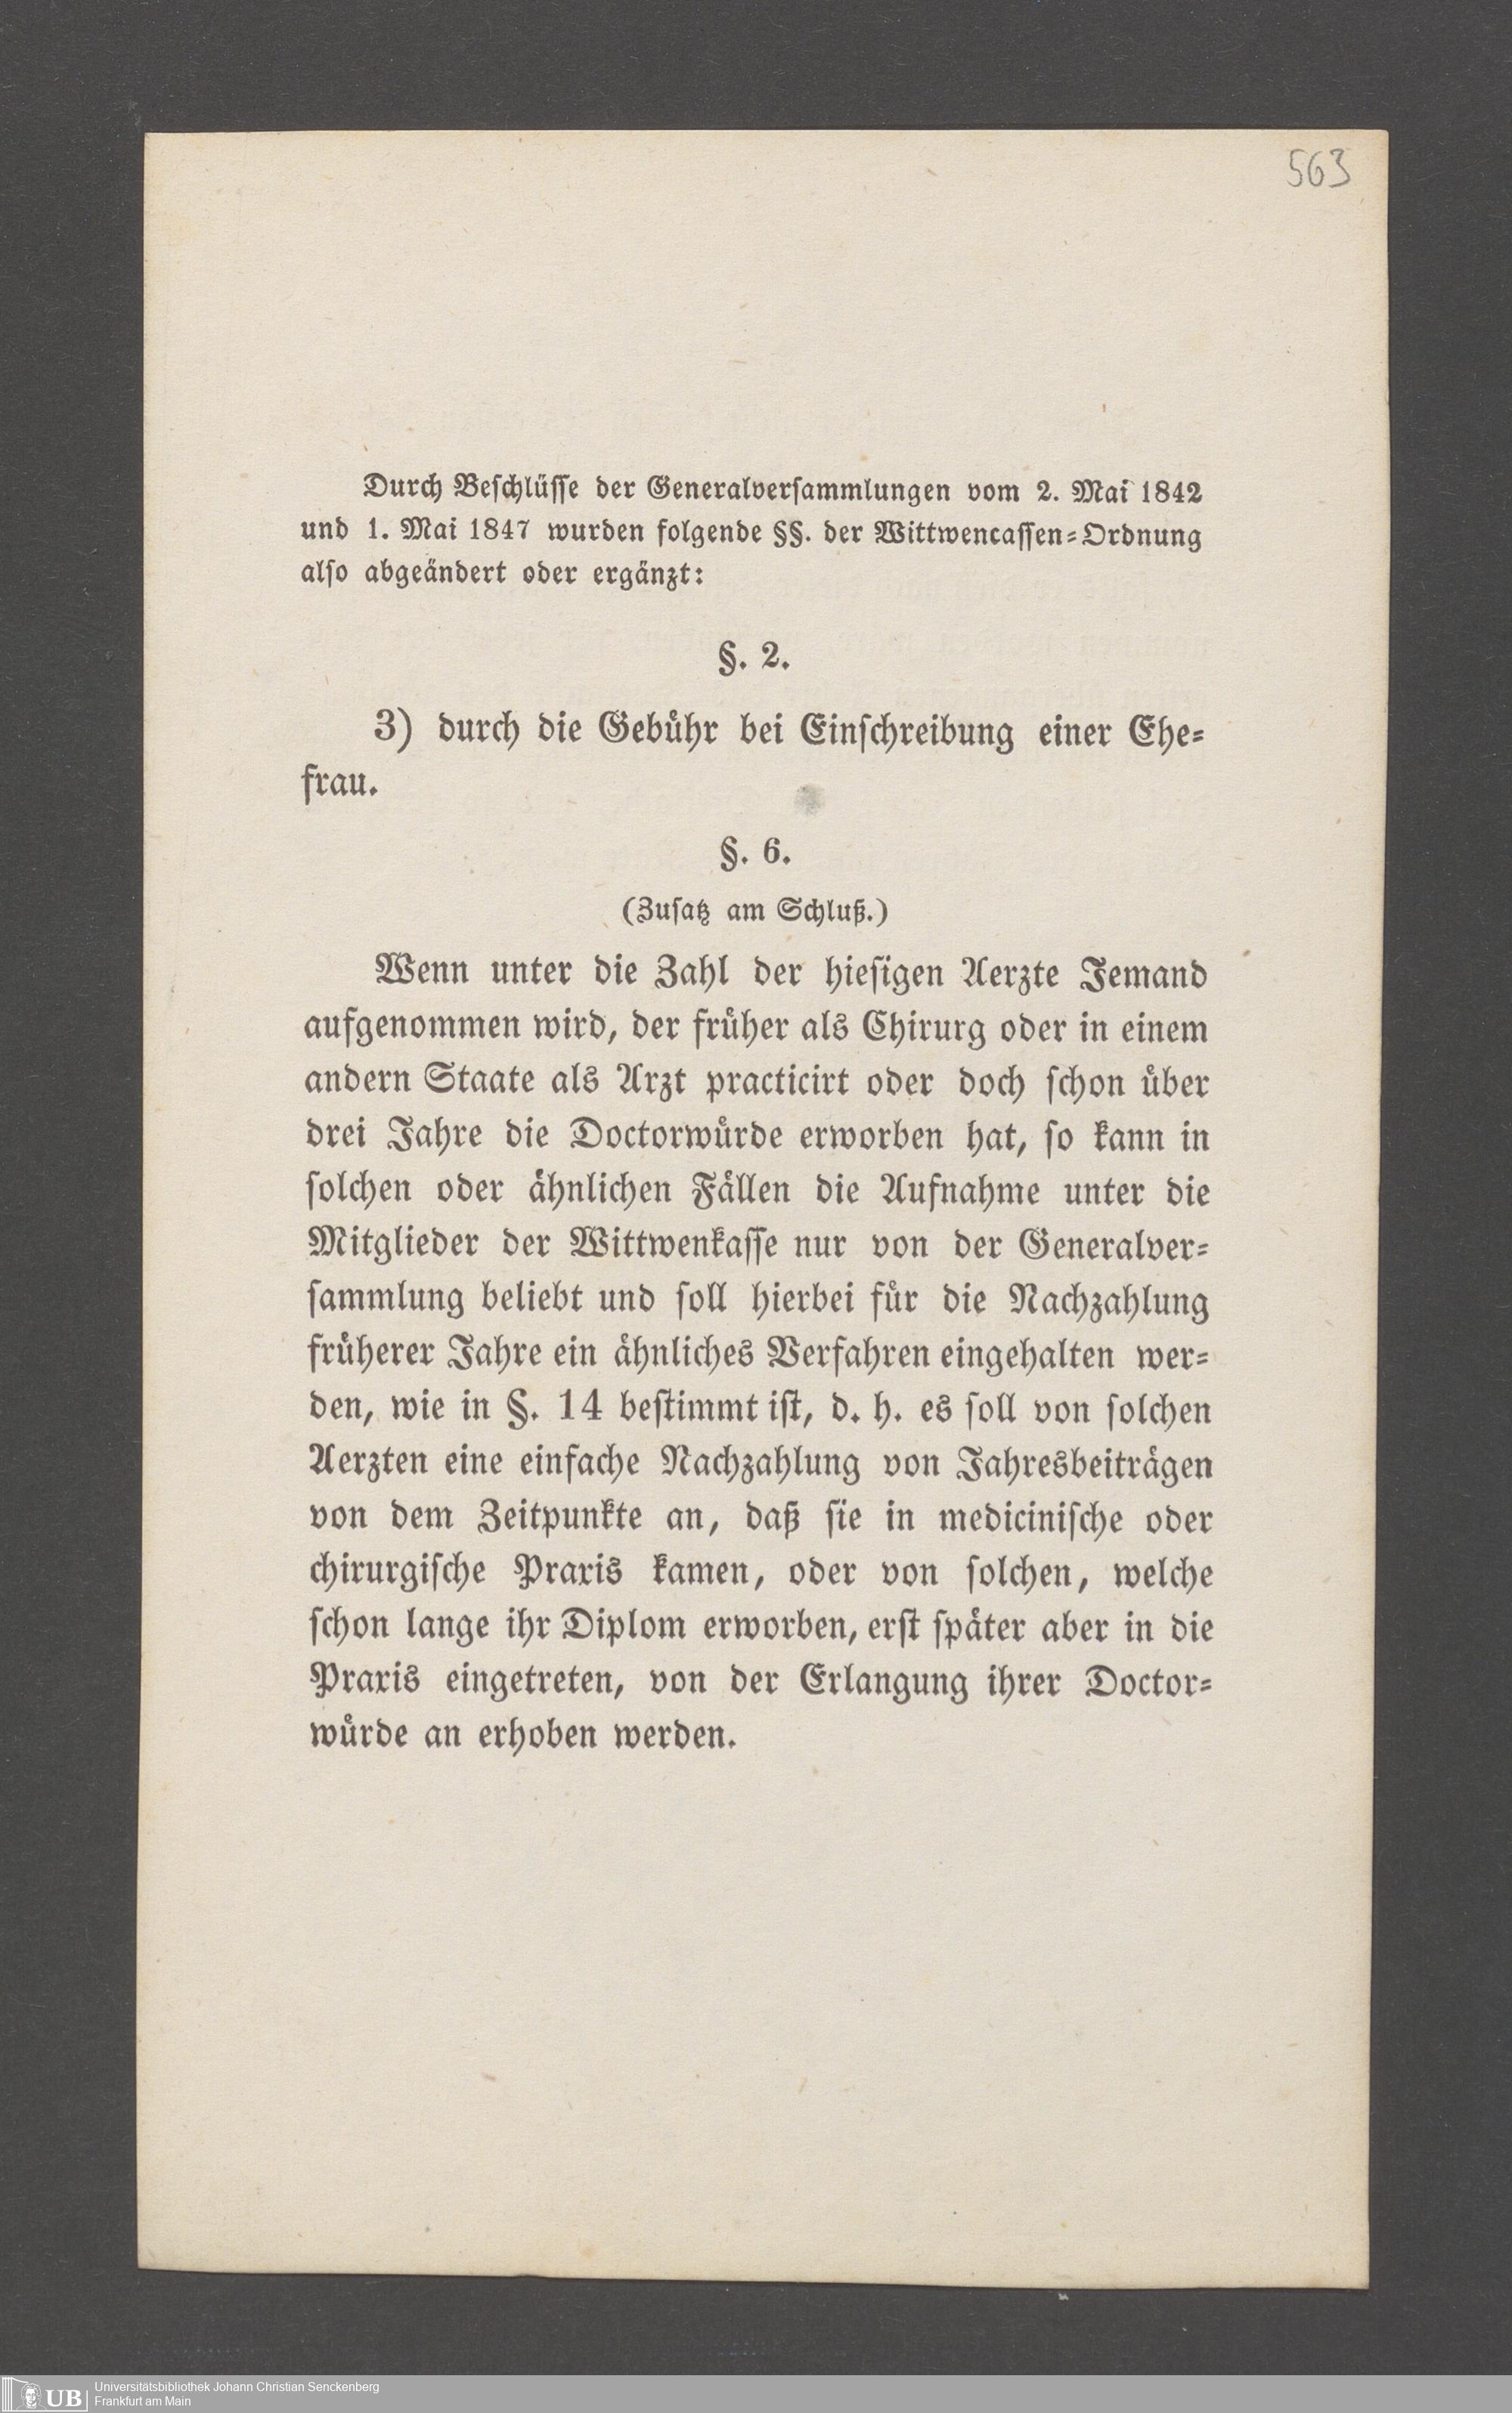 563
Durch Beschlüsse der Generalversammlungen vom 2. Mai 1842
und 1. Mai 1847 wurden folgende §§. der Wittwencassen-Ordnung
also abgeändert oder ergänzt:
§. 2.
3) durch die Gebühr bei Einschreibung einer Ehe-
frau.
§. 6.
(Zusatz am Schluß.)
Wenn unter die Zahl der hiesigen Aerzte Jemand
aufgenommen wird, der früher als Chirurg oder in einem
andern Staate als Arzt practicirt oder doch schon über
drei Jahre die Doctorwürde erworben hat, so kann in
solchen oder ähnlichen Fällen die Aufnahme unter die
Mitglieder der Wittwenkasse nur von der Generalver-
sammlung beliebt und soll hierbei für die Nachzahlung
früherer Jahre ein ähnliches Verfahren eingehalten wer-
den, wie in §. 14 bestimmt ist, d. h. es soll von solchen
Aerzten eine einfache Nachzahlung von Jahresbeiträgen
von dem Zeitpunkte an, daß sie in medicinische oder
chirurgische Praxis kamen, oder von solchen, welche
schon lange ihr Diplom erworben, erst später aber in die
Praxis eingetreten, von der Erlangung ihrer Doctor-
würde an erhoben werden.
UB
Universitätsbibliothek Johann Christian Senckenberg
Frankfurt am Main